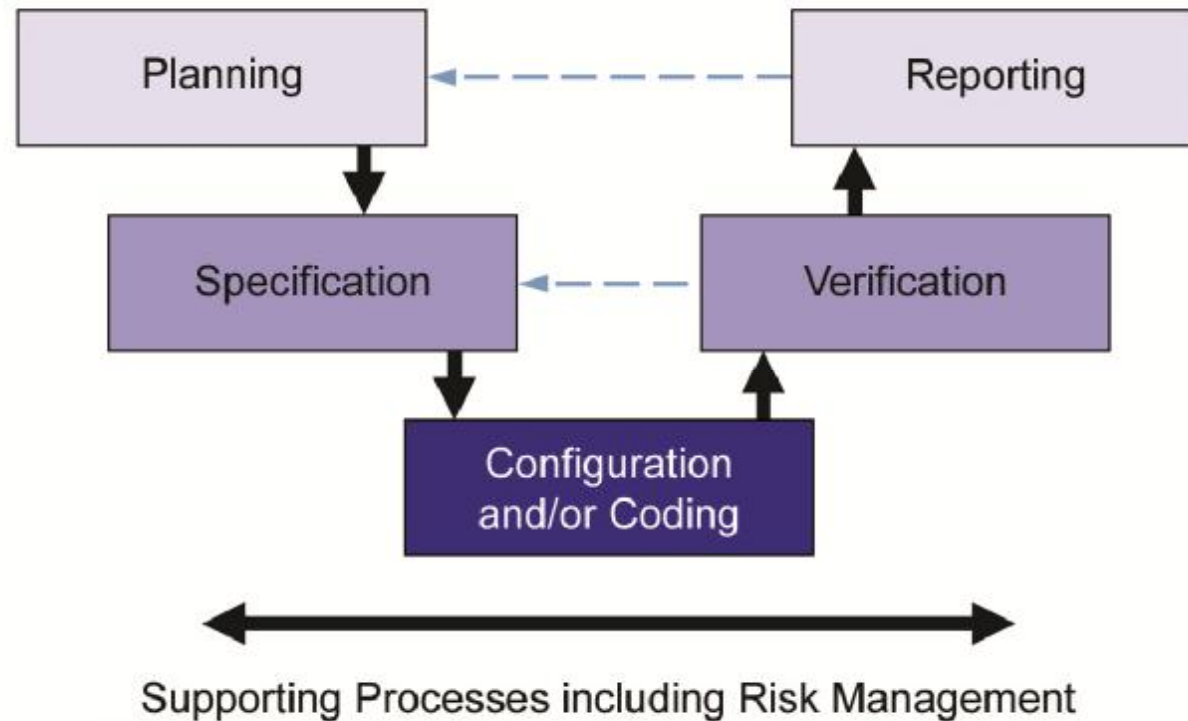 Planning
Reporting
Specification
Verification
Configuration
and/or Coding
Supporting Processes including Risk Management